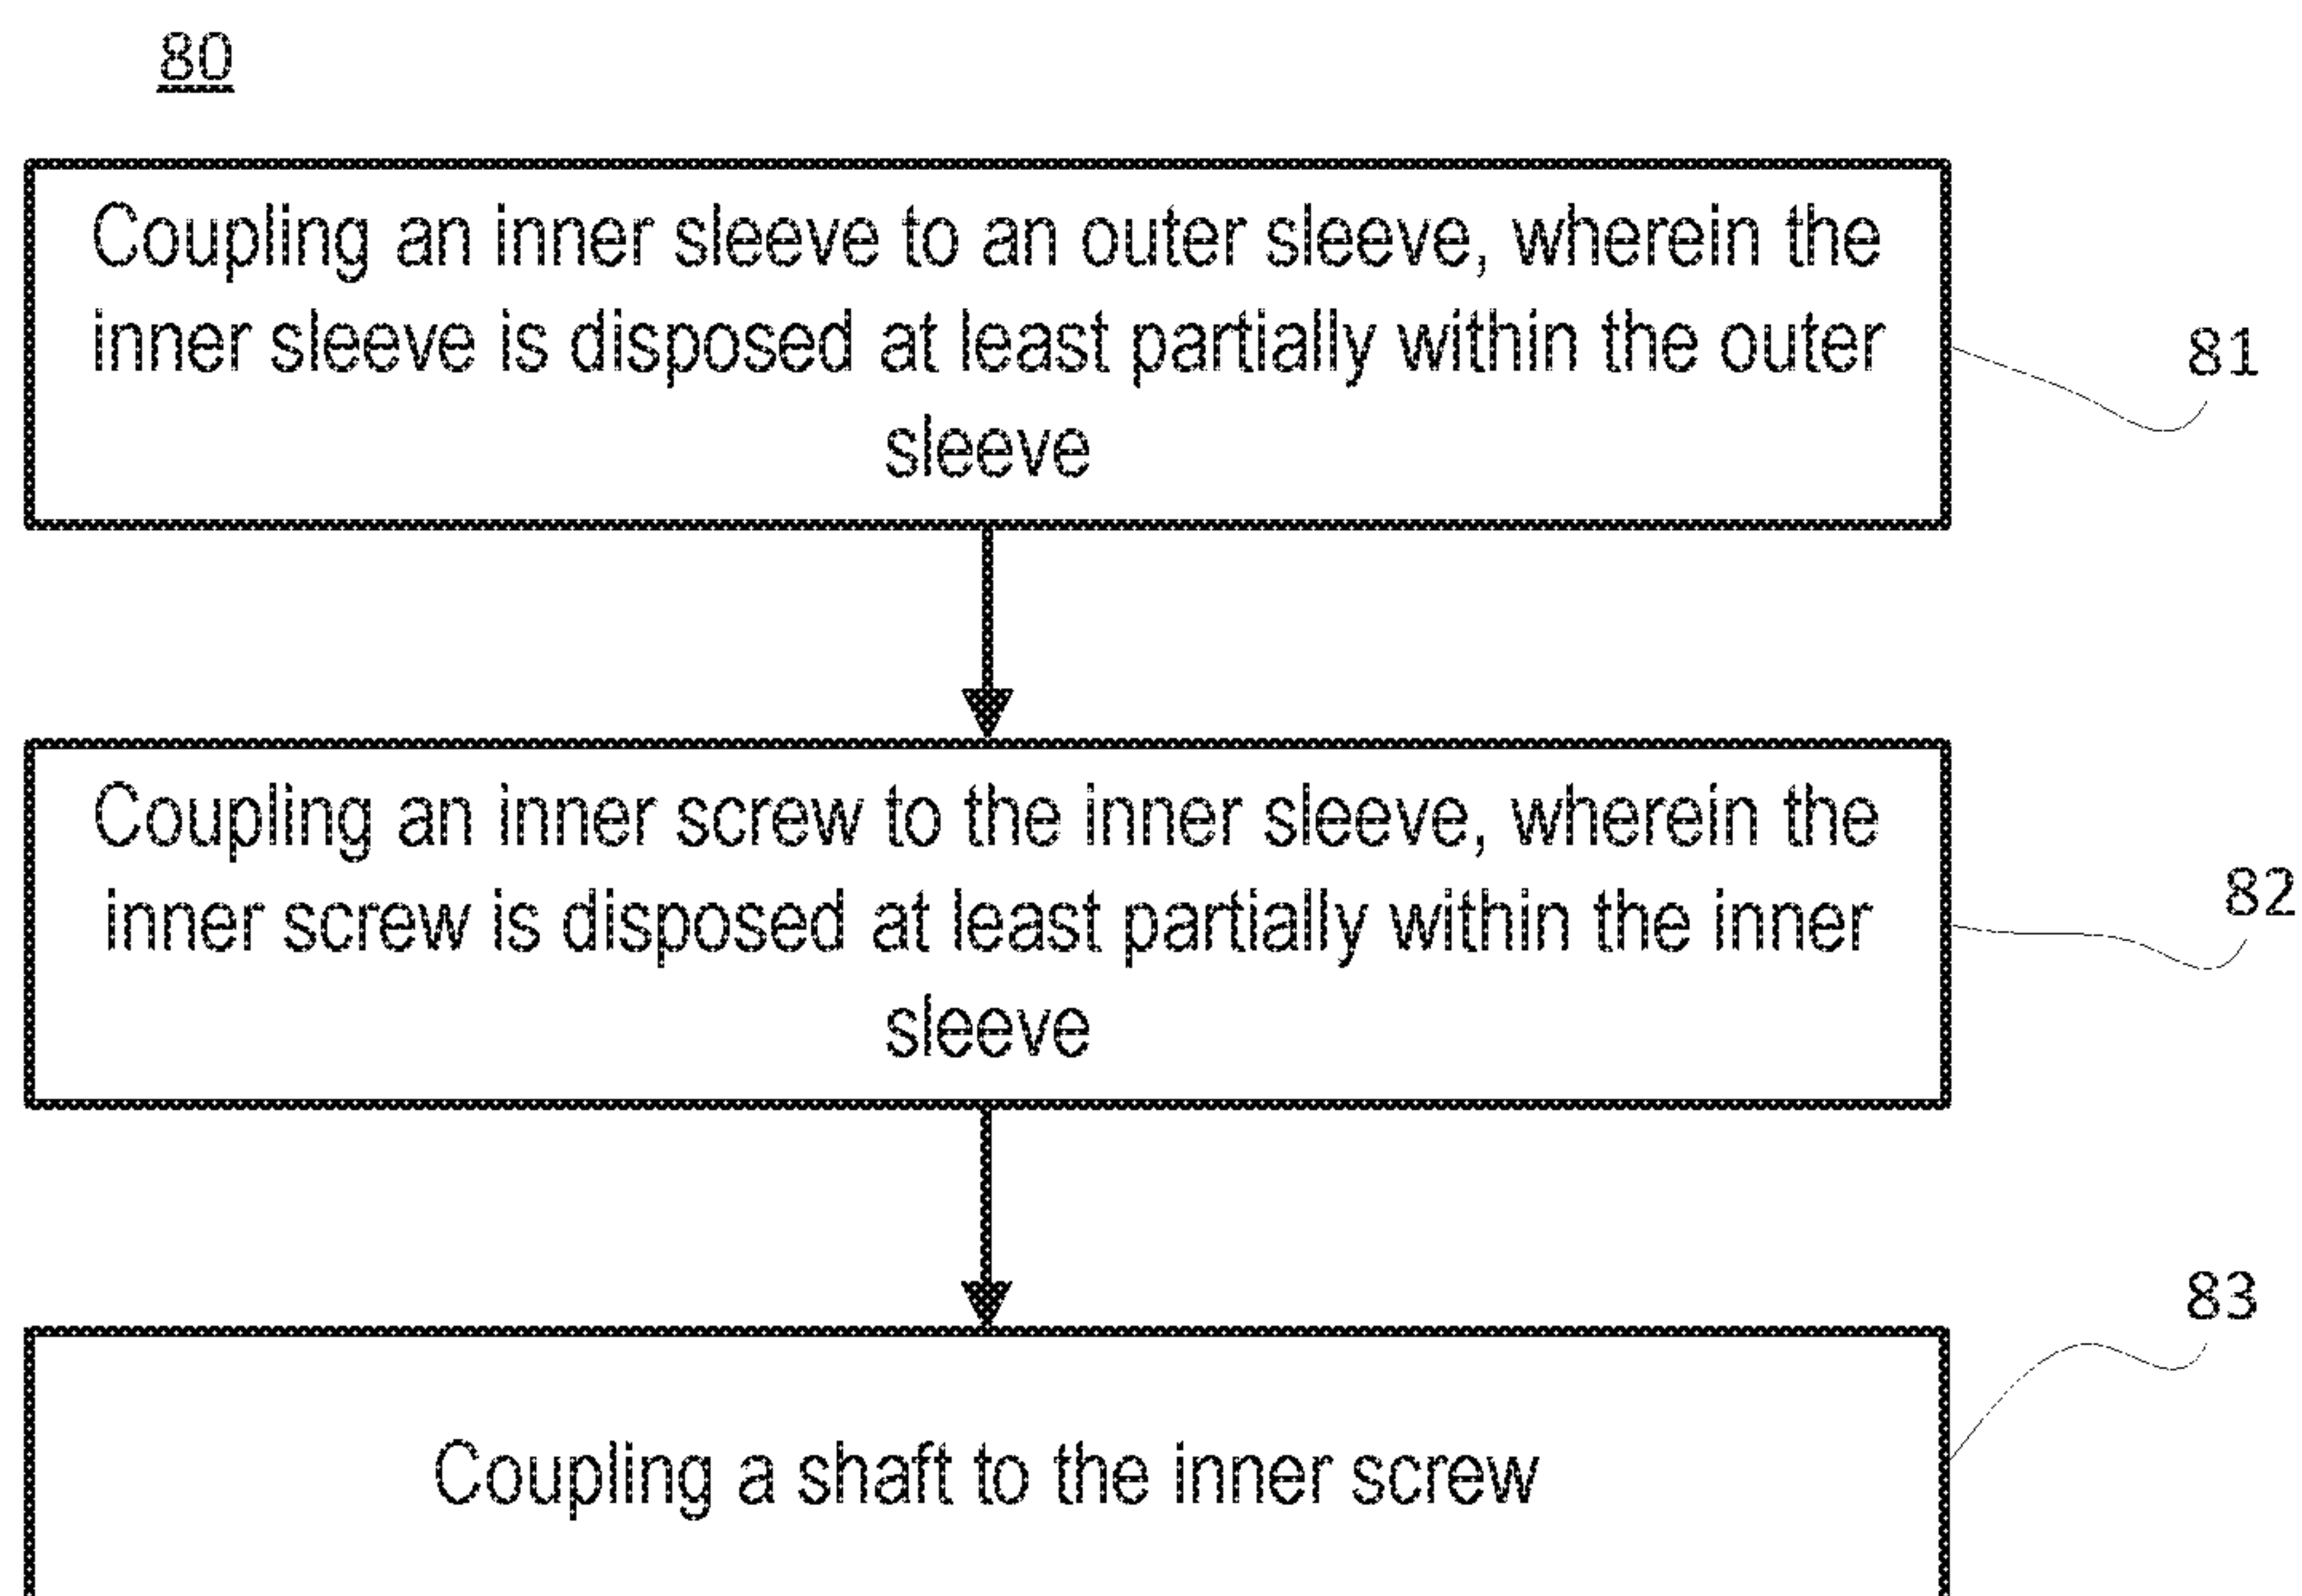 80
Coupling an inner sleeve to an outer sleeve, wherein the
inner sleeve is disposed at least partially within the outer
sleeve
81
Coupling an inner screw to the inner sleeve, wherein the
inner screw is disposed at least partially within the inner
sleeve
82
83
Coupling a shaft to the inner screw